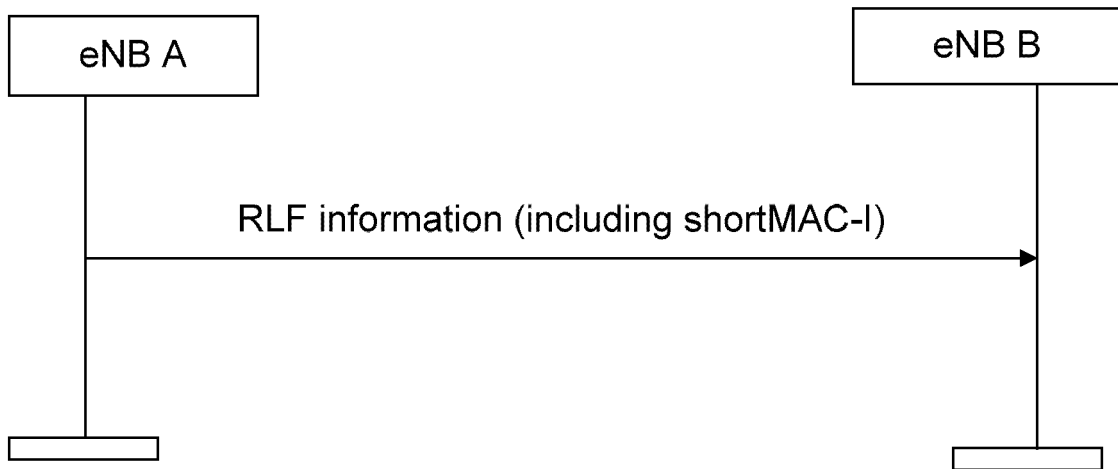 eNB A
eNB B
RLF information (including shortMAC-I)